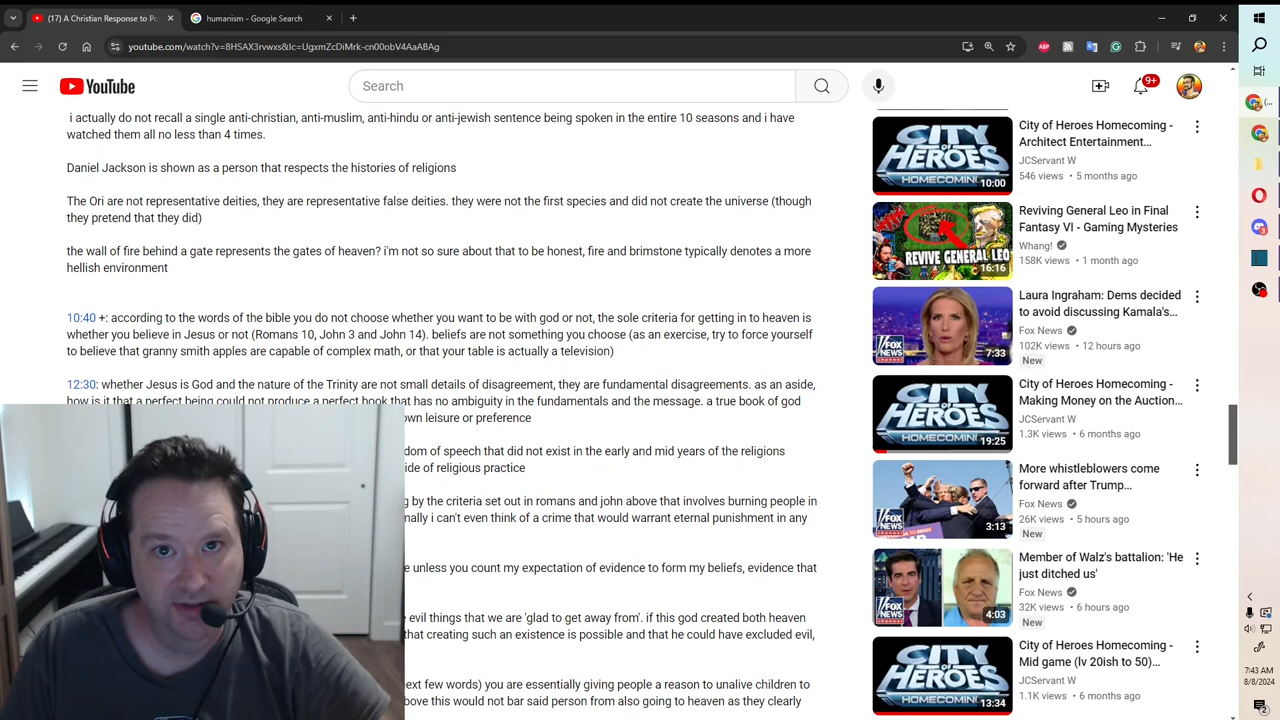 (17) A Christian Response to Po
humanism - Google Search
youtube.com/watch?v=8HSAX3rvwxs&lc=UgxmZcDiMrk-cn00obV4AaABAg
ABP
YouTube
Search
9+
i actually do not recall a single anti-christian, anti-muslim, anti-hindu or anti-jewish sentence being spoken in the entire 10 seasons and i have
watched them all no less than 4 times.
Daniel Jackson is shown as a person that respects the histories of religions
The Ori are not representative deities, they are representative false deities. they were not the first species and did not create the universe (though
they pretend that they did)
the wall of fire behind a gate represents the gates of heaven? i'm not so sure about that to be honest, fire and brimstone typically denotes a more
hellish environment
10:40 +: according to the words of the bible you do not choose whether you want to be with god or not, the sole criteria for getting in to heaven is
whether you believe in Jesus or not (Romans 10, John 3 and John 14). beliefs are not something you choose (as an exercise, try to force yourself
to believe that granny smith apples are capable of complex math, or that your table is actually a television)
12:30: whether Jesus is God and the nature of the Trinity are not small details of disagreement, they are fundamental disagreements. as an aside,
how is it that a perfect being could not produce a perfect book that has no ambiguity in the fundamentals and the message. a true book of god
own leisure or preference
dom of speech that did not exist in the early and mid years of the religions
ide of religious practice
g by the criteria set out in romans and john above that involves burning people in
nally i can't even think of a crime that would warrant eternal punishment in any
e unless you count my expectation of evidence to form my beliefs, evidence that
evil things that we are 'glad to get away from'. if this god created both heaven
that creating such an existence is possible and that he could have excluded evil,
ext few words) you are essentially giving people a reason to unalive children to
bove this would not bar said person from also going to heaven as they clearly
CITY OF HEROES HOMECOMING
10:00
City of Heroes Homecoming -
Architect Entertainment...
JCServant W
546 views • 5 months ago
REVIVE GENERAL LEO
16:16
Reviving General Leo in Final
Fantasy VI - Gaming Mysteries
Whang!
158K views • 1 month ago
FOX NEWS
7:33
Laura Ingraham: Dems decided
to avoid discussing Kamala's...
Fox News
102K views • 12 hours ago
New
CITY OF HEROES HOMECOMING
19:25
City of Heroes Homecoming -
Making Money on the Auction...
JCServant W
1.3K views • 6 months ago
FOX NEWS
3:13
More whistleblowers come
forward after Trump...
Fox News
26K views • 5 hours ago
New
FOX NEWS
4:03
Member of Walz's battalion: 'He
just ditched us'
Fox News
32K views • 6 hours ago
New
CITY OF HEROES HOMECOMING
13:34
City of Heroes Homecoming -
Mid game (lv 20ish to 50)...
JCServant W
1.1K views • 6 months ago
7:43 AM
8/8/2024